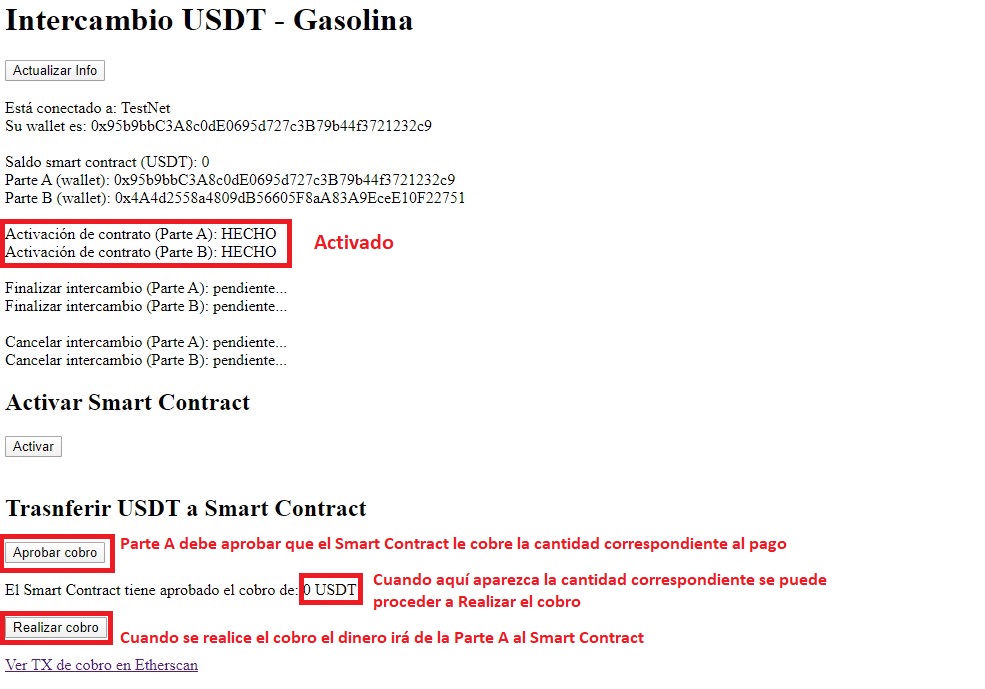 Intercambio USDT - Gasolina
Actualizar Info
Está conectado a: TestNet
Su wallet es: 0x95b9bbC3A8c0dE0695d727c3B79b44f3721232c9
Saldo smart contract (USDT): 0
Parte A (wallet): 0x95b9bbC3A8c0dE0695d727c3B79b44f3721232c9
Parte B (wallet): 0x4A4d2558a4809dB56605F8aA83A9EceE10F22751
Activación de contrato (Parte A): HECHO
Activación de contrato (Parte B): HECHO
Activado
Finalizar intercambio (Parte A): pendiente...
Finalizar intercambio (Parte B): pendiente...
Cancelar intercambio (Parte A): pendiente...
Cancelar intercambio (Parte B): pendiente...
Activar Smart Contract
Activar
Trasnferir USDT a Smart Contract
Aprobar cobro
Parte A debe aprobar que el Smart Contract le cobre la cantidad correspondiente al pago
El Smart Contract tiene aprobado el cobro de: 0 USDT
Cuando aquí aparezca la cantidad correspondiente se puede
proceder a Realizar el cobro
Realizar cobro
Cuando se realice el cobro el dinero irá de la Parte A al Smart Contract
Ver TX de cobro en Etherscan